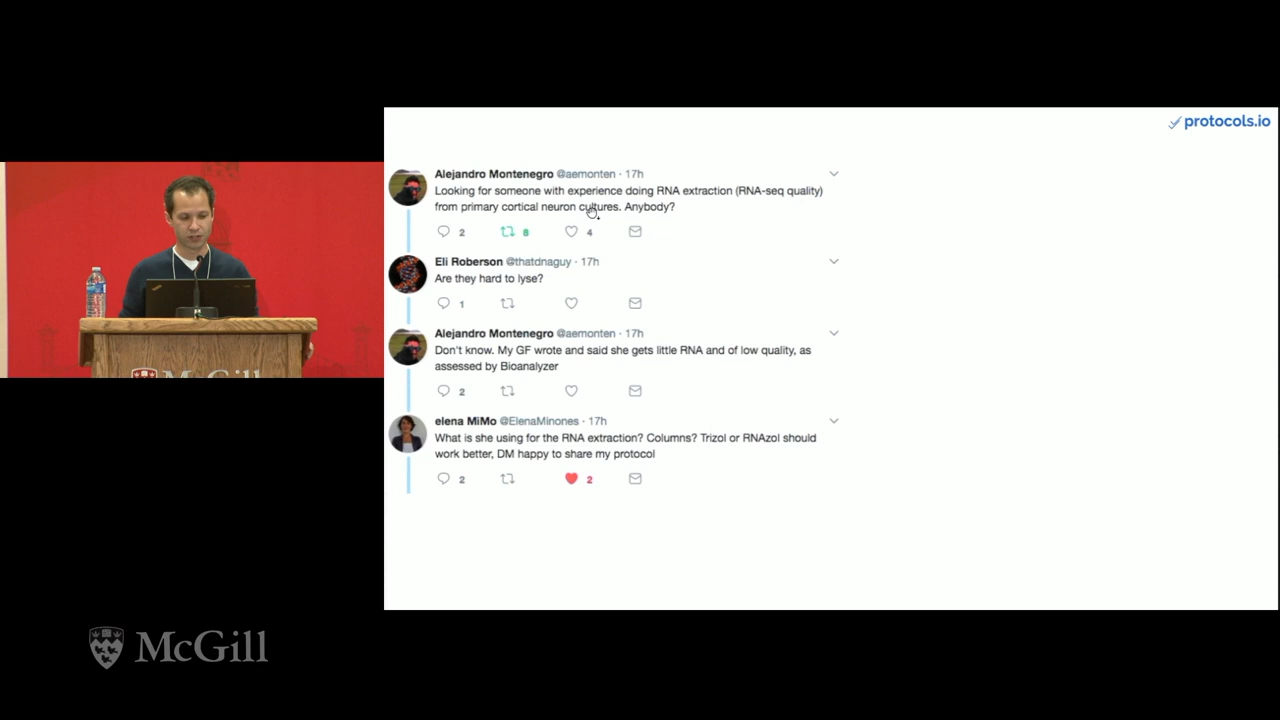 protocols.io
Alejandro Montenegro @aemonten · 17h
Looking for someone with experience doing RNA extraction (RNA-seq quality)
from primary cortical neuron cultures. Anybody?
2 8 4
Eli Roberson @thatdnaguy · 17h
Are they hard to lyse?
1
Alejandro Montenegro @aemonten · 17h
Don't know. My GF wrote and said she gets little RNA and of low quality, as
assessed by Bioanalyzer
2
elena MiMo @ElenaMinones · 17h
What is she using for the RNA extraction? Columns? Trizol or RNAzol should
work better, DM happy to share my protocol
2 2
McGill
McGill